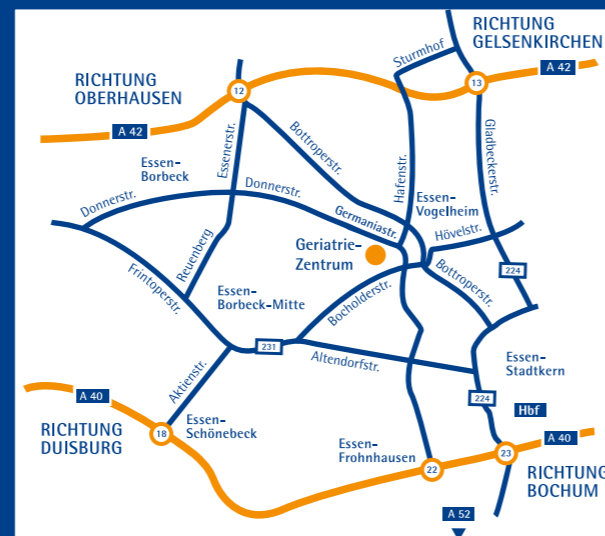 RICHTUNG
GELSENKIRCHEN
Sturmhof
A 42
13
RICHTUNG
OBERHAUSEN
12
A 42
Essenerstr.
Bottroperstr.
Hafenstr.
Gladbeckerstr.
Essen-
Borbeck
Donnerstr.
Donnerstr.
Germaniastr.
Essen-
Vogelheim
Hövelstr.
Geriatrie-
Zentrum
Reuenberg
Frintoperstr.
224
Bottroperstr.
Essen-
Borbeck-Mitte
Bocholderstr.
231
Altendorfstr.
Essen-
Stadtkern
Aktienstr.
A 40
224
Hbf
RICHTUNG
DUISBURG
18
Essen-
Schönebeck
Essen-
Frohnhausen
A 40
22
23
RICHTUNG
BOCHUM
A 52